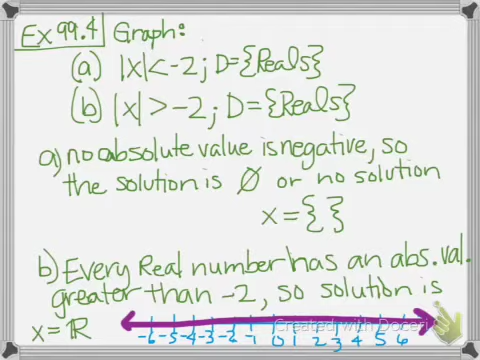 Ex 99.4 Graph:
(a) |x| < -2; D={Reals}
(b) |x| > -2; D={Reals}
a) no absolute value is negative, so
the solution is ∅ or no solution
x = { }
b) Every Real number has an abs. val.
greater than -2, so solution is
x = ℝ
Created with Doceri
-6 -5 -4 -3 -2 -1 0 1 2 3 4 5 6